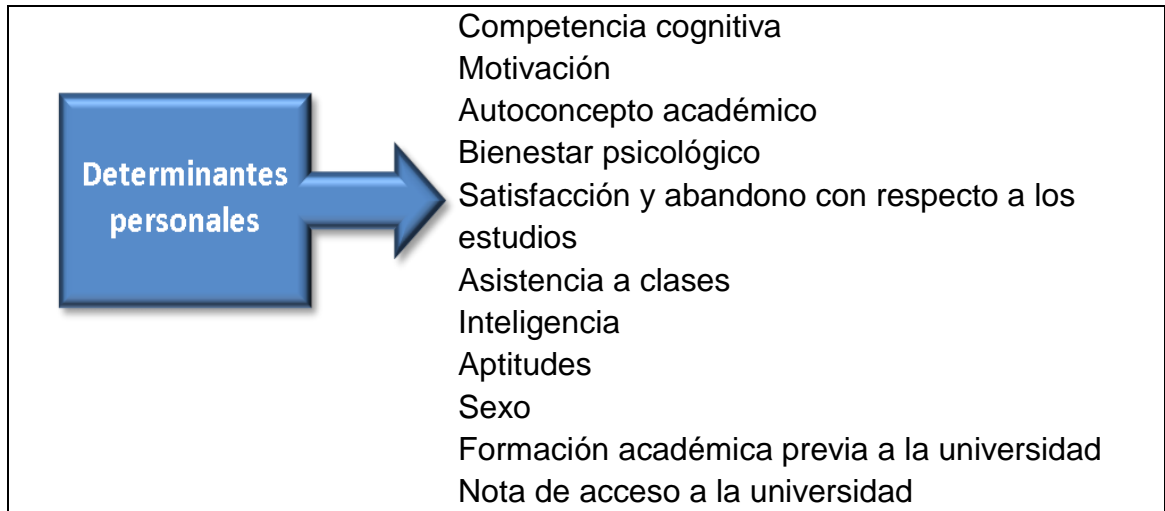 Determinantes
personales
Competencia cognitiva
Motivación
Autoconcepto académico
Bienestar psicológico
Satisfacción y abandono con respecto a los
estudios
Asistencia a clases
Inteligencia
Aptitudes
Sexo
Formación académica previa a la universidad
Nota de acceso a la universidad